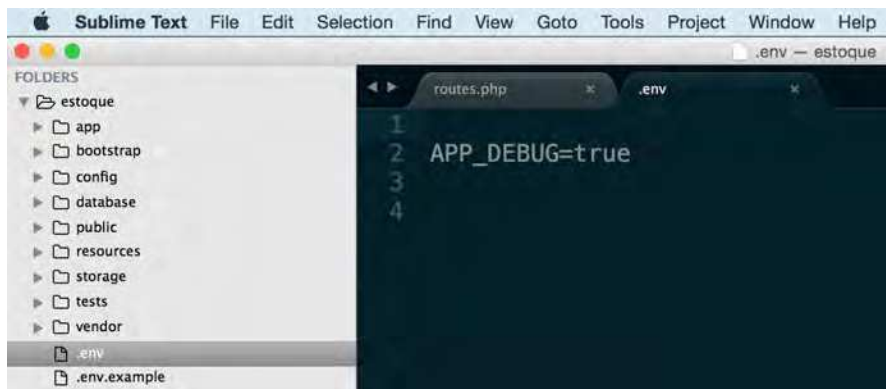 Sublime Text File Edit Selection Find View Goto Tools Project Window Help
.env — estoque
FOLDERS
estoque
app
bootstrap
config
database
public
resources
storage
tests
vendor
.env
.env.example
routes.php × .env ×
1
2 APP_DEBUG=true
3
4